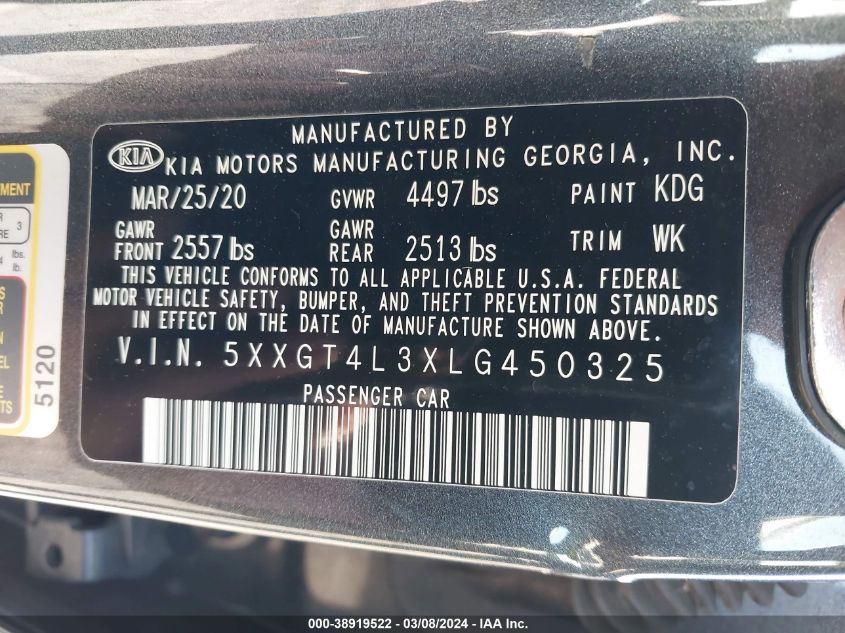 MANUFACTURED BY
KIA KIA MOTORS MANUFACTURING GEORGIA, INC.
MAR/25/20 GVWR 4497 lbs PAINT KDG
GAWR FRONT 2557 lbs GAWR REAR 2513 lbs TRIM WK
THIS VEHICLE CONFORMS TO ALL APPLICABLE U.S.A. FEDERAL
MOTOR VEHICLE SAFETY, BUMPER, AND THEFT PREVENTION STANDARDS
IN EFFECT ON THE DATE OF MANUFACTURE SHOWN ABOVE.
V.I.N. 5XXGT4L3XLG450325
PASSENGER CAR
3
lbs.
lb.
5120
000-38919522 - 03/08/2024 - IAA Inc.